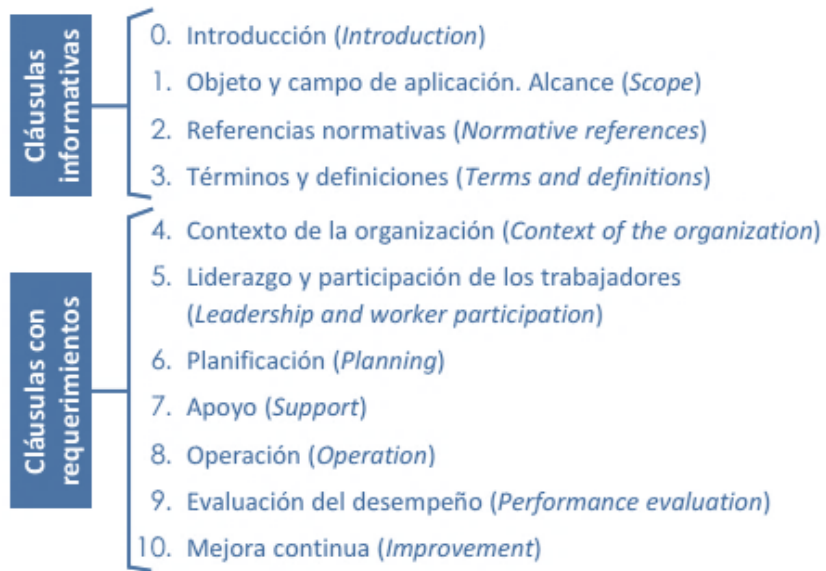 Cláusulas
informativas
0. Introducción (Introduction)
1. Objeto y campo de aplicación. Alcance (Scope)
2. Referencias normativas (Normative references)
3. Términos y definiciones (Terms and definitions)
Cláusulas con
requerimientos
4. Contexto de la organización (Context of the organization)
5. Liderazgo y participación de los trabajadores
(Leadership and worker participation)
6. Planificación (Planning)
7. Apoyo (Support)
8. Operación (Operation)
9. Evaluación del desempeño (Performance evaluation)
10. Mejora continua (Improvement)